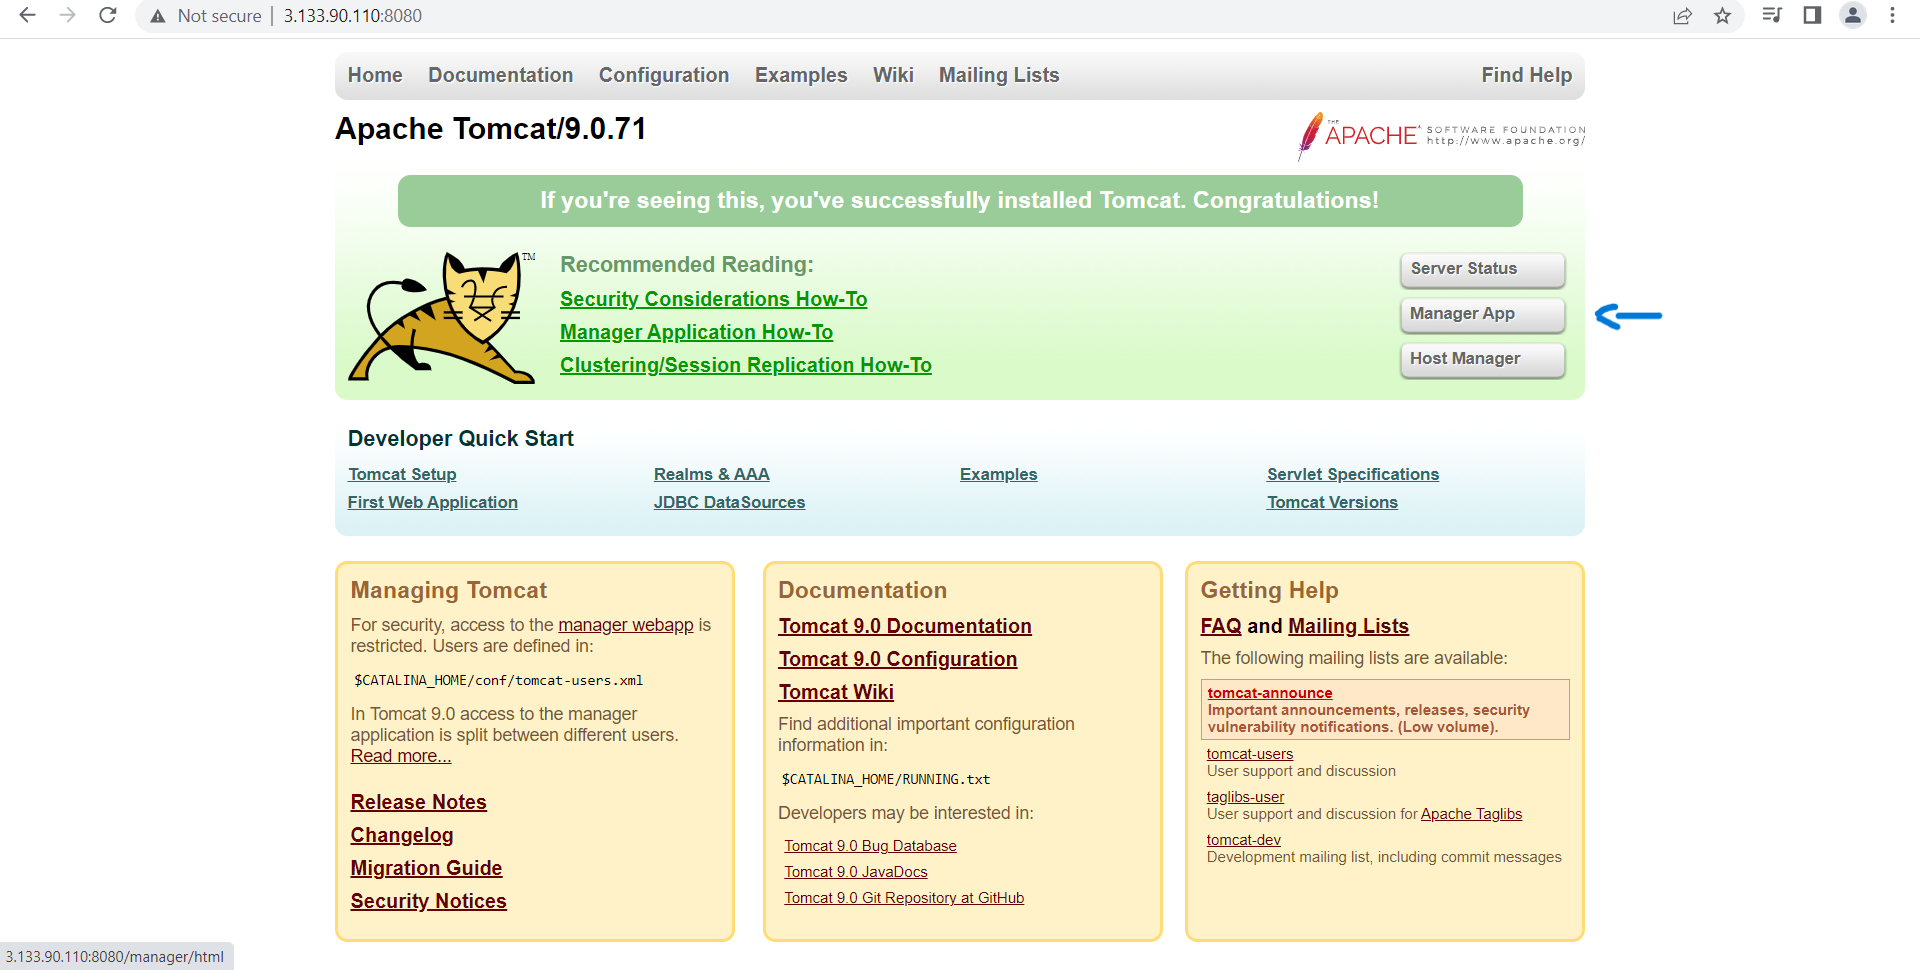 Not secure | 3.133.90.110:8080
Home Documentation Configuration Examples Wiki Mailing Lists Find Help
Apache Tomcat/9.0.71
THE APACHE SOFTWARE FOUNDATION
http://www.apache.org/
If you're seeing this, you've successfully installed Tomcat. Congratulations!
TM
Recommended Reading:
Security Considerations How-To
Manager Application How-To
Clustering/Session Replication How-To
Server Status
Manager App
Host Manager
Developer Quick Start
Tomcat Setup
First Web Application
Realms & AAA
JDBC DataSources
Examples
Servlet Specifications
Tomcat Versions
Managing Tomcat
For security, access to the manager webapp is
restricted. Users are defined in:
$CATALINA_HOME/conf/tomcat-users.xml
In Tomcat 9.0 access to the manager
application is split between different users.
Read more...
Release Notes
Changelog
Migration Guide
Security Notices
Documentation
Tomcat 9.0 Documentation
Tomcat 9.0 Configuration
Tomcat Wiki
Find additional important configuration
information in:
$CATALINA_HOME/RUNNING.txt
Developers may be interested in:
Tomcat 9.0 Bug Database
Tomcat 9.0 JavaDocs
Tomcat 9.0 Git Repository at GitHub
Getting Help
FAQ and Mailing Lists
The following mailing lists are available:
tomcat-announce
Important announcements, releases, security
vulnerability notifications. (Low volume).
tomcat-users
User support and discussion
taglibs-user
User support and discussion for Apache Taglibs
tomcat-dev
Development mailing list, including commit messages
3.133.90.110:8080/manager/html